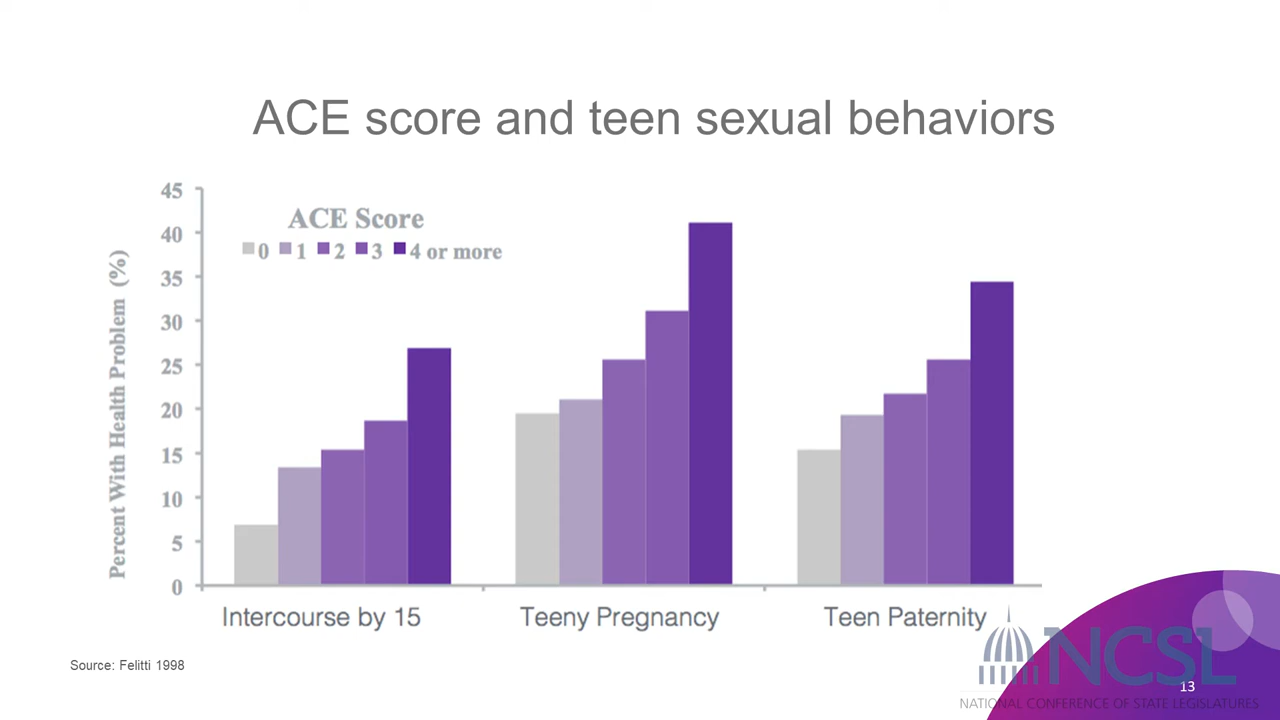 ACE score and teen sexual behaviors
ACE Score
0 1 2 3 4 or more
Percent With Health Problem (%)
45
40
35
30
25
20
15
10
5
0
Intercourse by 15
Teeny Pregnancy
Teen Paternity
Source: Felitti 1998
NCSL
13
NATIONAL CONFERENCE OF STATE LEGISLATURES